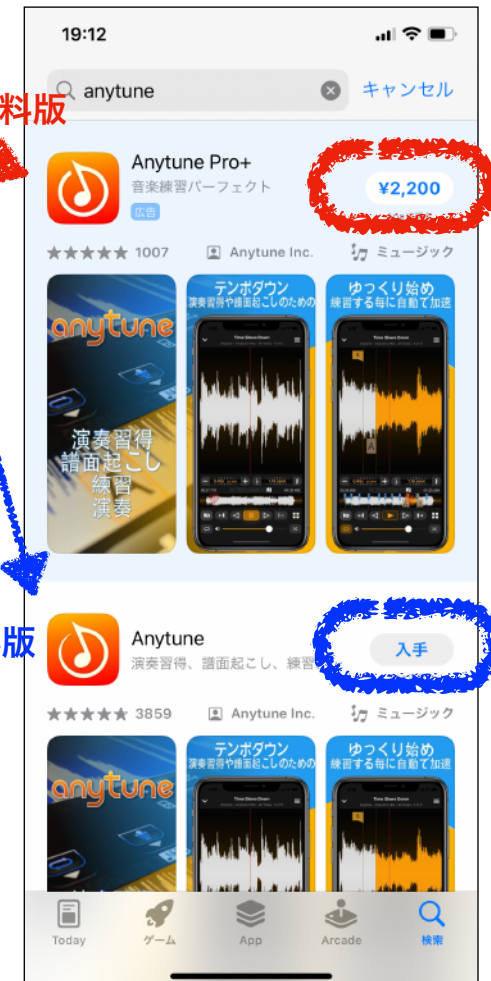 19:12
anytune
キャンセル
料版
Anytune Pro+
音楽練習パーフェクト
広告
¥2,200
★★★★★ 1007
Anytune Inc.
ミュージック
anytune
演奏習得
譜面起こし
練習
演奏
テンポダウン
演奏習得や譜面起こしのための
ゆっくり始め
練習する毎に自動で加速
版
Anytune
演奏習得、譜面起こし、練習
入手
★★★★★ 3859
Anytune Inc.
ミュージック
anytune
テンポダウン
演奏習得や譜面起こしのための
ゆっくり始め
練習する毎に自動で加速
Today
ゲーム
App
Arcade
検索